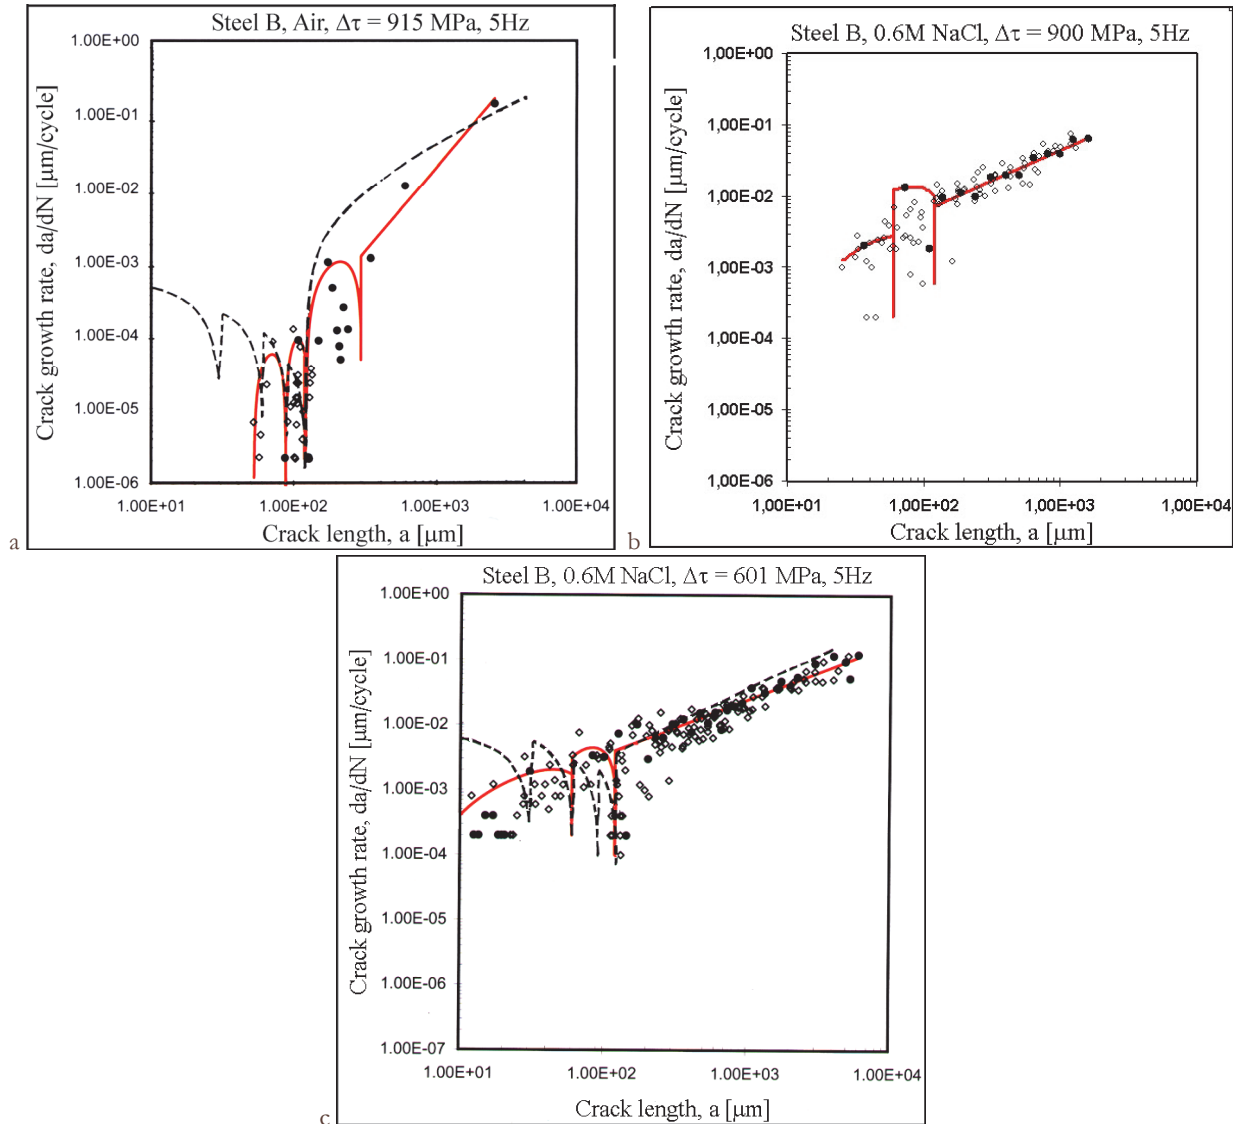 Steel B, Air, Δτ = 915 MPa, 5Hz
1.00E+00
1.00E-01
1.00E-02
1.00E-03
1.00E-04
1.00E-05
1.00E-06
Crack growth rate, da/dN [μm/cycle]
1.00E+01 1.00E+02 1.00E+03 1.00E+04
Crack length, a [μm]
a
Steel B, 0.6M NaCl, Δτ = 900 MPa, 5Hz
1,00E+00
1,00E-01
1,00E-02
1,00E-03
1,00E-04
1,00E-05
1,00E-06
Crack growth rate, da/dN [μm/cycle]
1,00E+01 1,00E+02 1,00E+03 1,00E+04
Crack length, a [μm]
b
Steel B, 0.6M NaCl, Δτ = 601 MPa, 5Hz
1.00E+00
1.00E-01
1.00E-02
1.00E-03
1.00E-04
1.00E-05
1.00E-06
1.00E-07
Crack growth rate, da/dN [μm/cycle]
1.00E+01 1.00E+02 1.00E+03 1.00E+04
Crack length, a [μm]
c